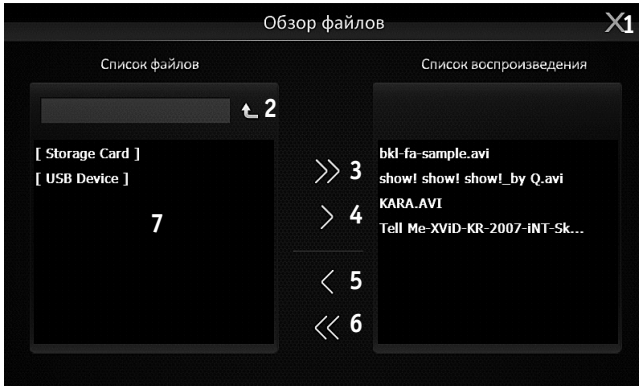 Обзор файлов
X 1
Список файлов
Список воспроизведения
2
[ Storage Card ]
[ USB Device ]
7
>> 3
> 4
< 5
<< 6
bkl-fa-sample.avi
show! show! show!_by Q.avi
KARA.AVI
Tell Me-XViD-KR-2007-iNT-Sk...